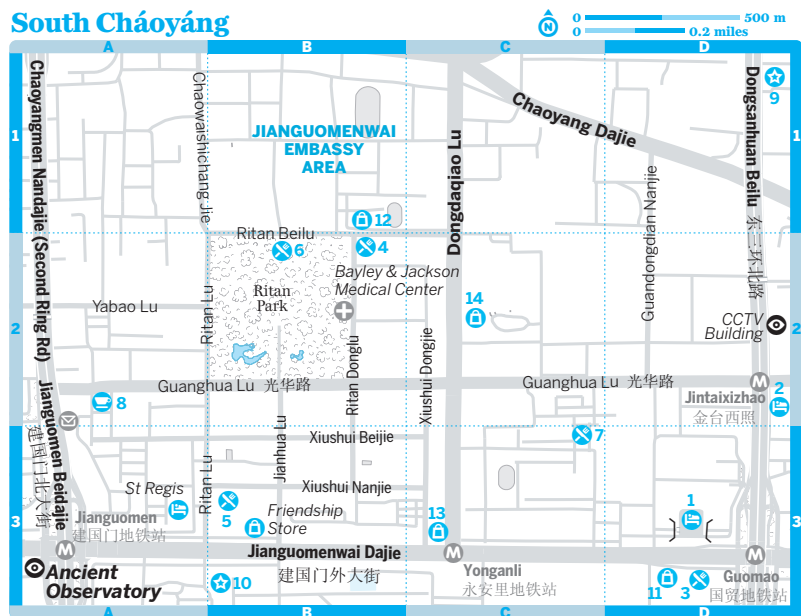 South Cháoyáng
N
0 500 m
0 0.2 miles
A B C D
1
2
3
1
2
3
A B C D
Chaoyangmen Nandajie (Second Ring Rd)
Chaowaishichang Jie
JIANGUOMENWAI
EMBASSY
AREA
Dongdaqiao Lu
Chaoyang Dajie
Guandongdian Nanjie
Dongsanhuan Beilu 东三环北路
9
12
Ritan Beilu
6
4
Bayley & Jackson
Medical Center
Ritan
Park
Yabao Lu
Ritan Lu
14
CCTV
Building
Ritan Donglu
Xiushui Dongjie
Guanghua Lu 光华路
Guanghua Lu 光华路
M
2
Jintaixizhao
金台西照
8
Jianguomen Beidajie
建国门北大街
Jianhua Lu
Xiushui Beijie
7
St Regis
Ritan Lu
Xiushui Nanjie
5
Friendship
Store
13
1
Jianguomen
建国门地铁站
M
Jianguomenwai Dajie
建国门外大街
M
Yonganli
永安里地铁站
M
Guomao
国贸地铁站
Ancient
Observatory
10
11
3